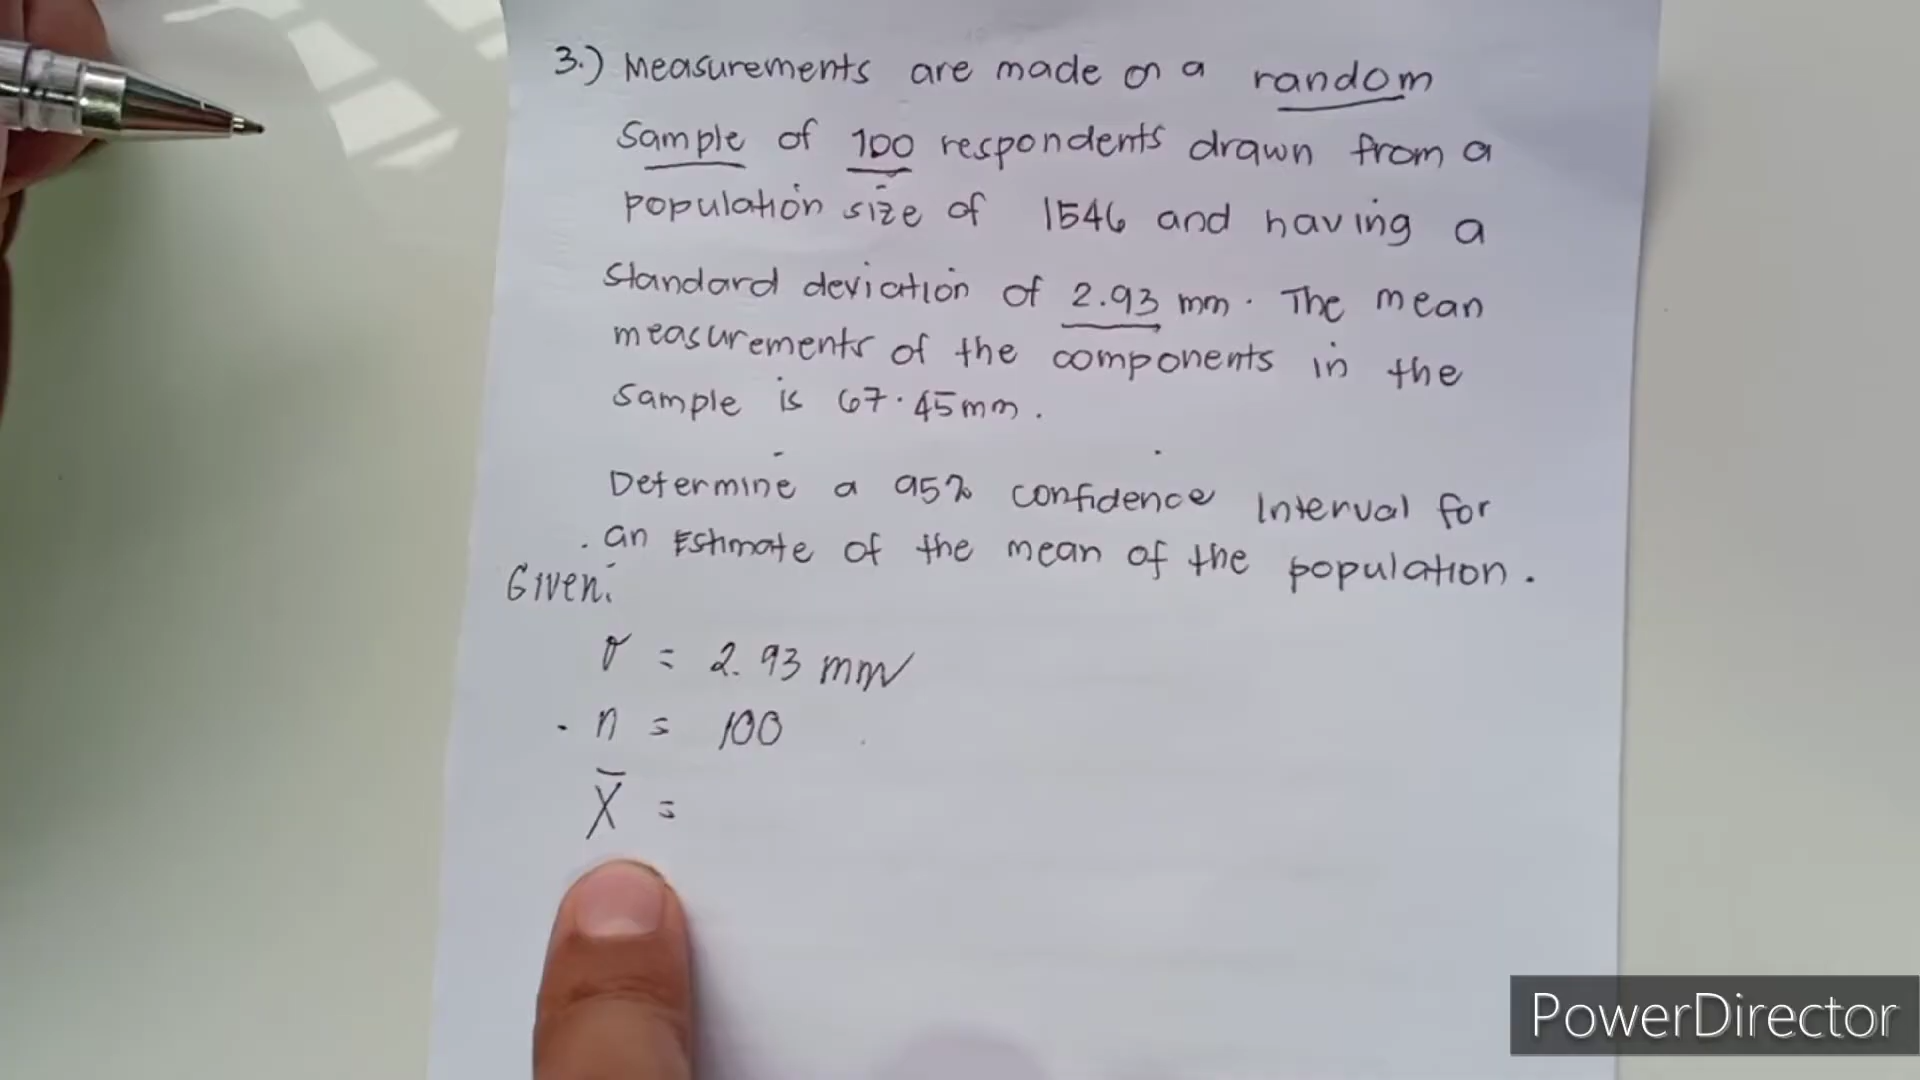 3.) Measurements are made on a random
sample of 100 respondents drawn from a
population size of 1546 and having a
standard deviation of 2.93 mm. The mean
measurements of the components in the
sample is 67.45mm.
Determine a 95% confidence Interval for
an Estimate of the mean of the population.
Given:
σ = 2.93 mm
n = 100
X̄ =
PowerDirector